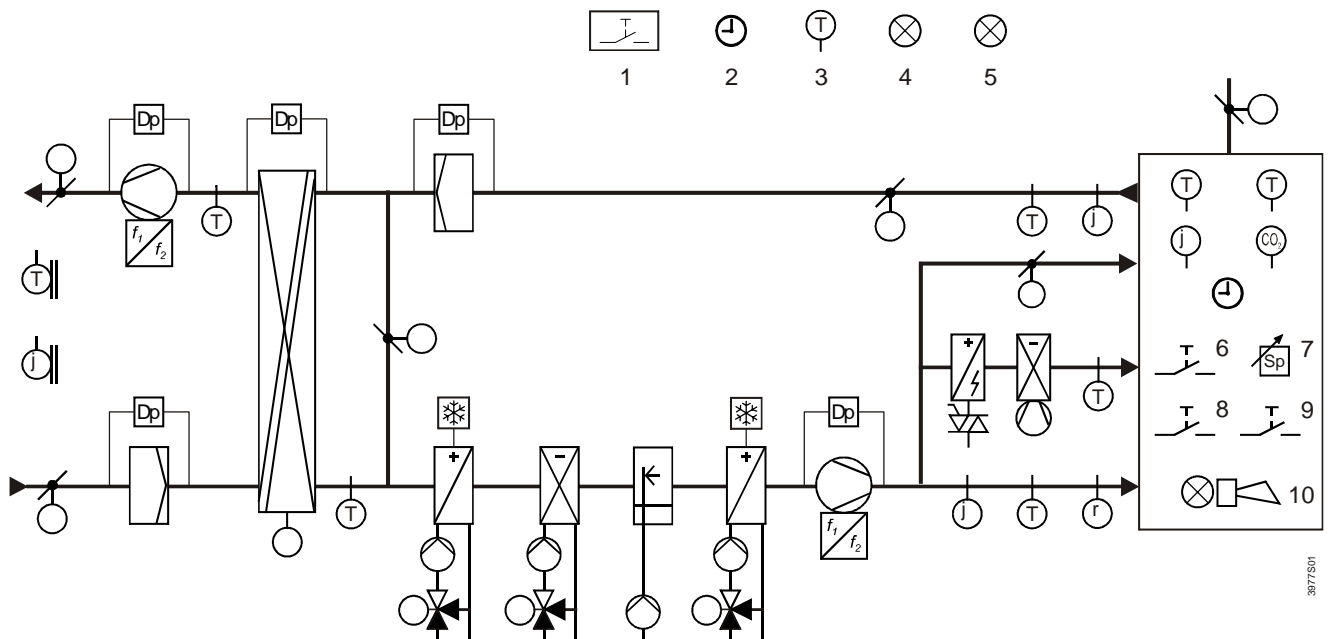 T
1 2 3 4 5
Dp Dp Dp
T
T T
f1 f2
T
T j
j CO2
T
j
6 Sp 7
+ - T
Dp Dp
8 9
+ - + 
T j T r
10
f1 f2
3977S01